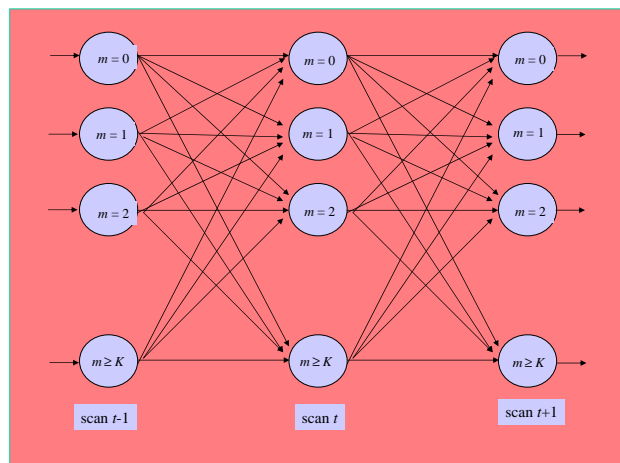 m = 0 m = 0 m = 0
m = 1 m = 1 m = 1
m = 2 m = 2 m = 2
m ≥ K m ≥ K m ≥ K
scan t-1 scan t scan t+1